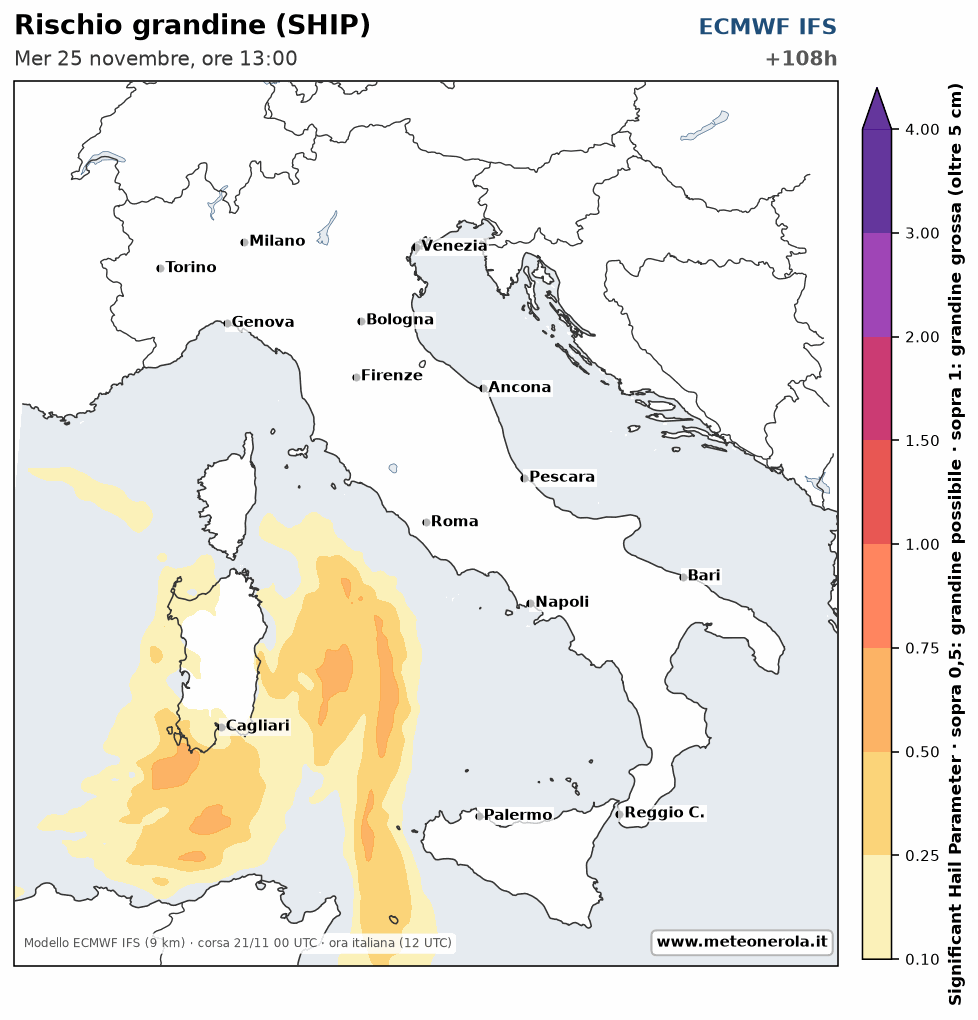 Rischio grandine (SHIP)
ECMWF IFS
Mer 25 novembre, ore 13:00
+108h
Milano
Venezia
Torino
Genova
Bologna
Firenze
Ancona
Pescara
Roma
Bari
Napoli
Cagliari
Palermo
Reggio C.
Modello ECMWF IFS (9 km) · corsa 21/11 00 UTC · ora italiana (12 UTC)
www.meteonerola.it
4.00
3.00
2.00
1.50
1.00
0.75
0.50
0.25
0.10
Significant Hail Parameter · sopra 0,5: grandine possibile · sopra 1: grandine grossa (oltre 5 cm)